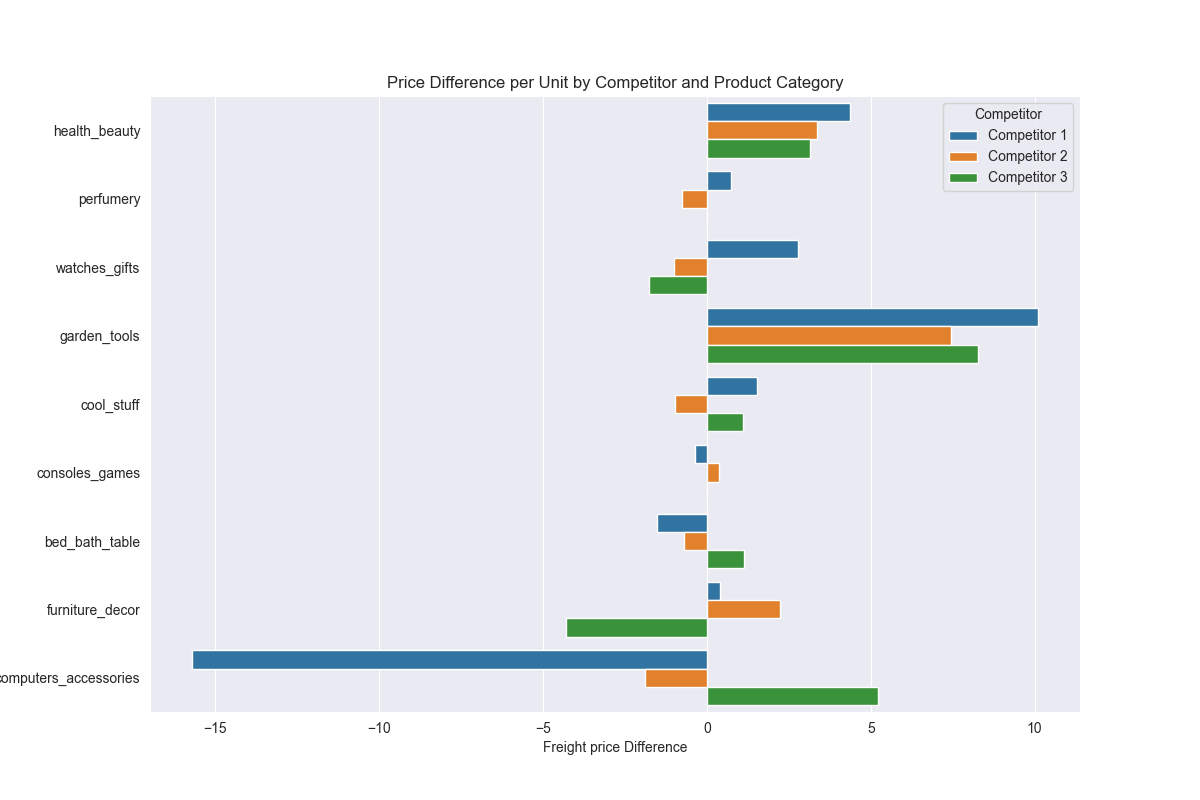 Price Difference per Unit by Competitor and Product Category
Competitor
Competitor 1
Competitor 2
Competitor 3
health_beauty
perfumery
watches_gifts
garden_tools
cool_stuff
consoles_games
bed_bath_table
furniture_decor
computers_accessories
−15
−10
−5
0
5
10
Freight price Difference